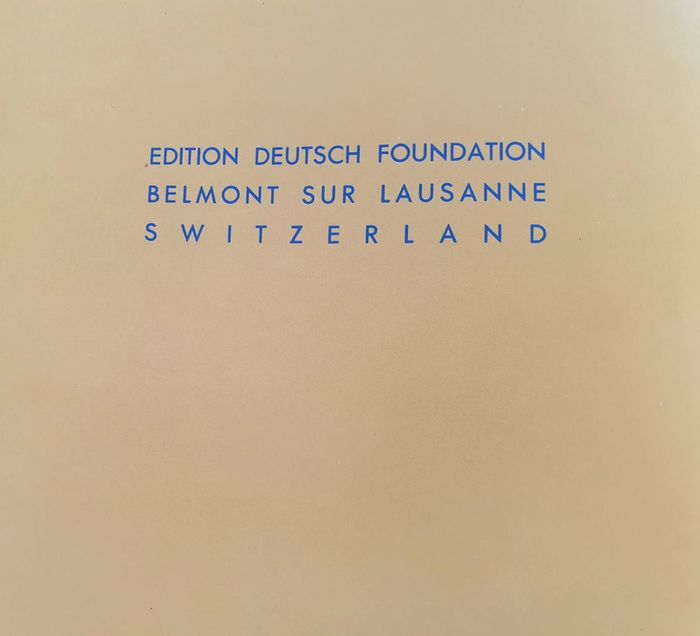 EDITION DEUTSCH FOUNDATION
BELMONT SUR LAUSANNE
SWITZERLAND